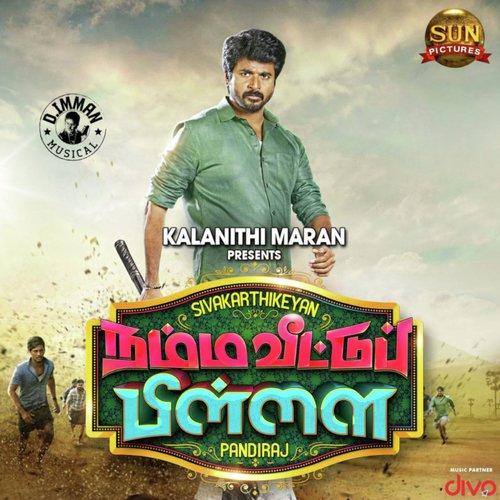 SUN
PICTURES
D.IMMAN
MUSICAL
KALANITHI MARAN
PRESENTS
SIVAKARTHIKEYAN
நம்ம வீட்டுப்
பிள்ளை
PANDIRAJ
MUSIC PARTNER
divo